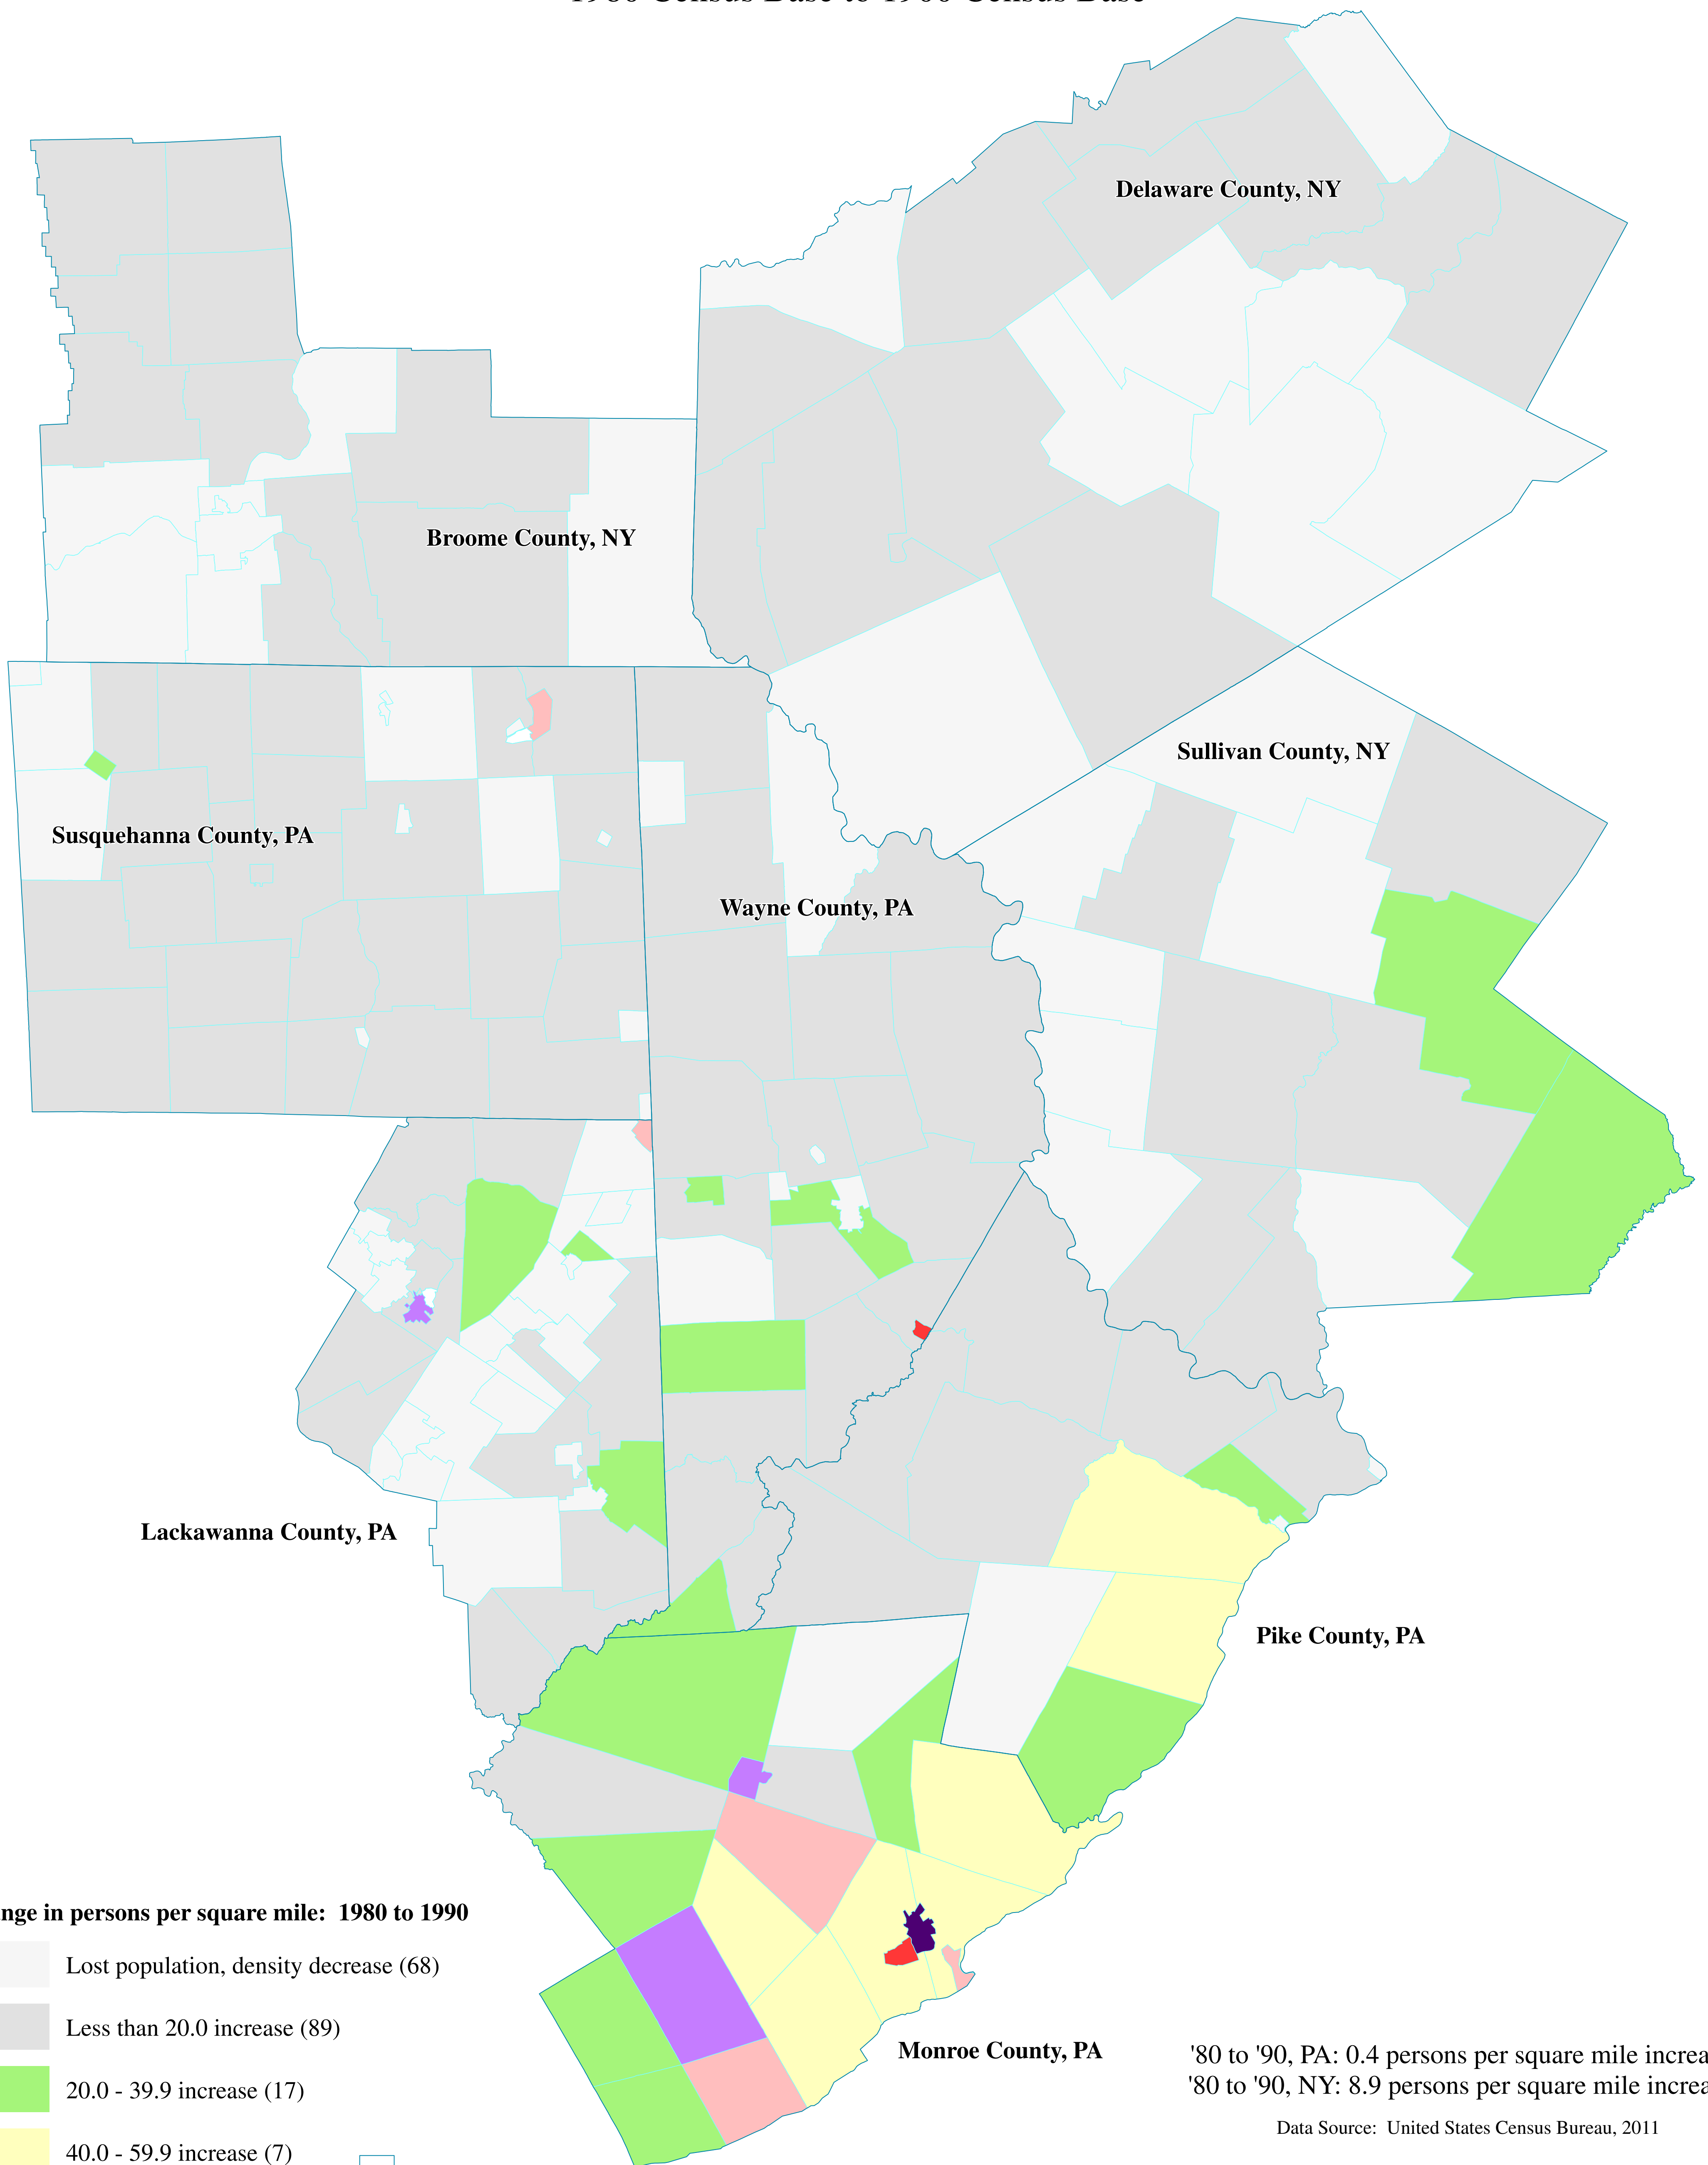 Delaware County, NY
Broome County, NY
Sullivan County, NY
Susquehanna County, PA
Wayne County, PA
Lackawanna County, PA
Pike County, PA
nge in persons per square mile: 1980 to 1990
Lost population, density decrease (68)
Less than 20.0 increase (89)
20.0 - 39.9 increase (17)
40.0 - 59.9 increase (7)
Monroe County, PA
'80 to '90, PA: 0.4 persons per square mile increa
'80 to '90, NY: 8.9 persons per square mile increa
Data Source: United States Census Bureau, 2011